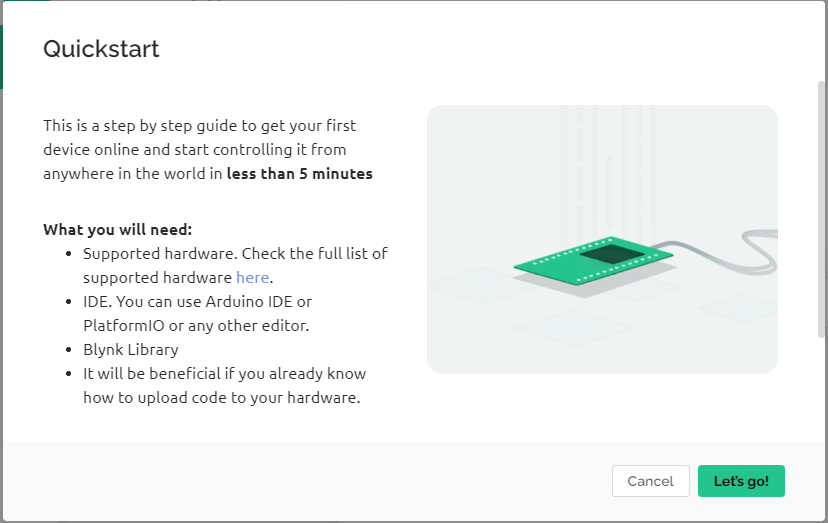 Quickstart
This is a step by step guide to get your first
device online and start controlling it from
anywhere in the world in less than 5 minutes
What you will need:
• Supported hardware. Check the full list of
supported hardware here.
• IDE. You can use Arduino IDE or
PlatformIO or any other editor.
• Blynk Library
• It will be beneficial if you already know
how to upload code to your hardware.
Cancel
Let's go!